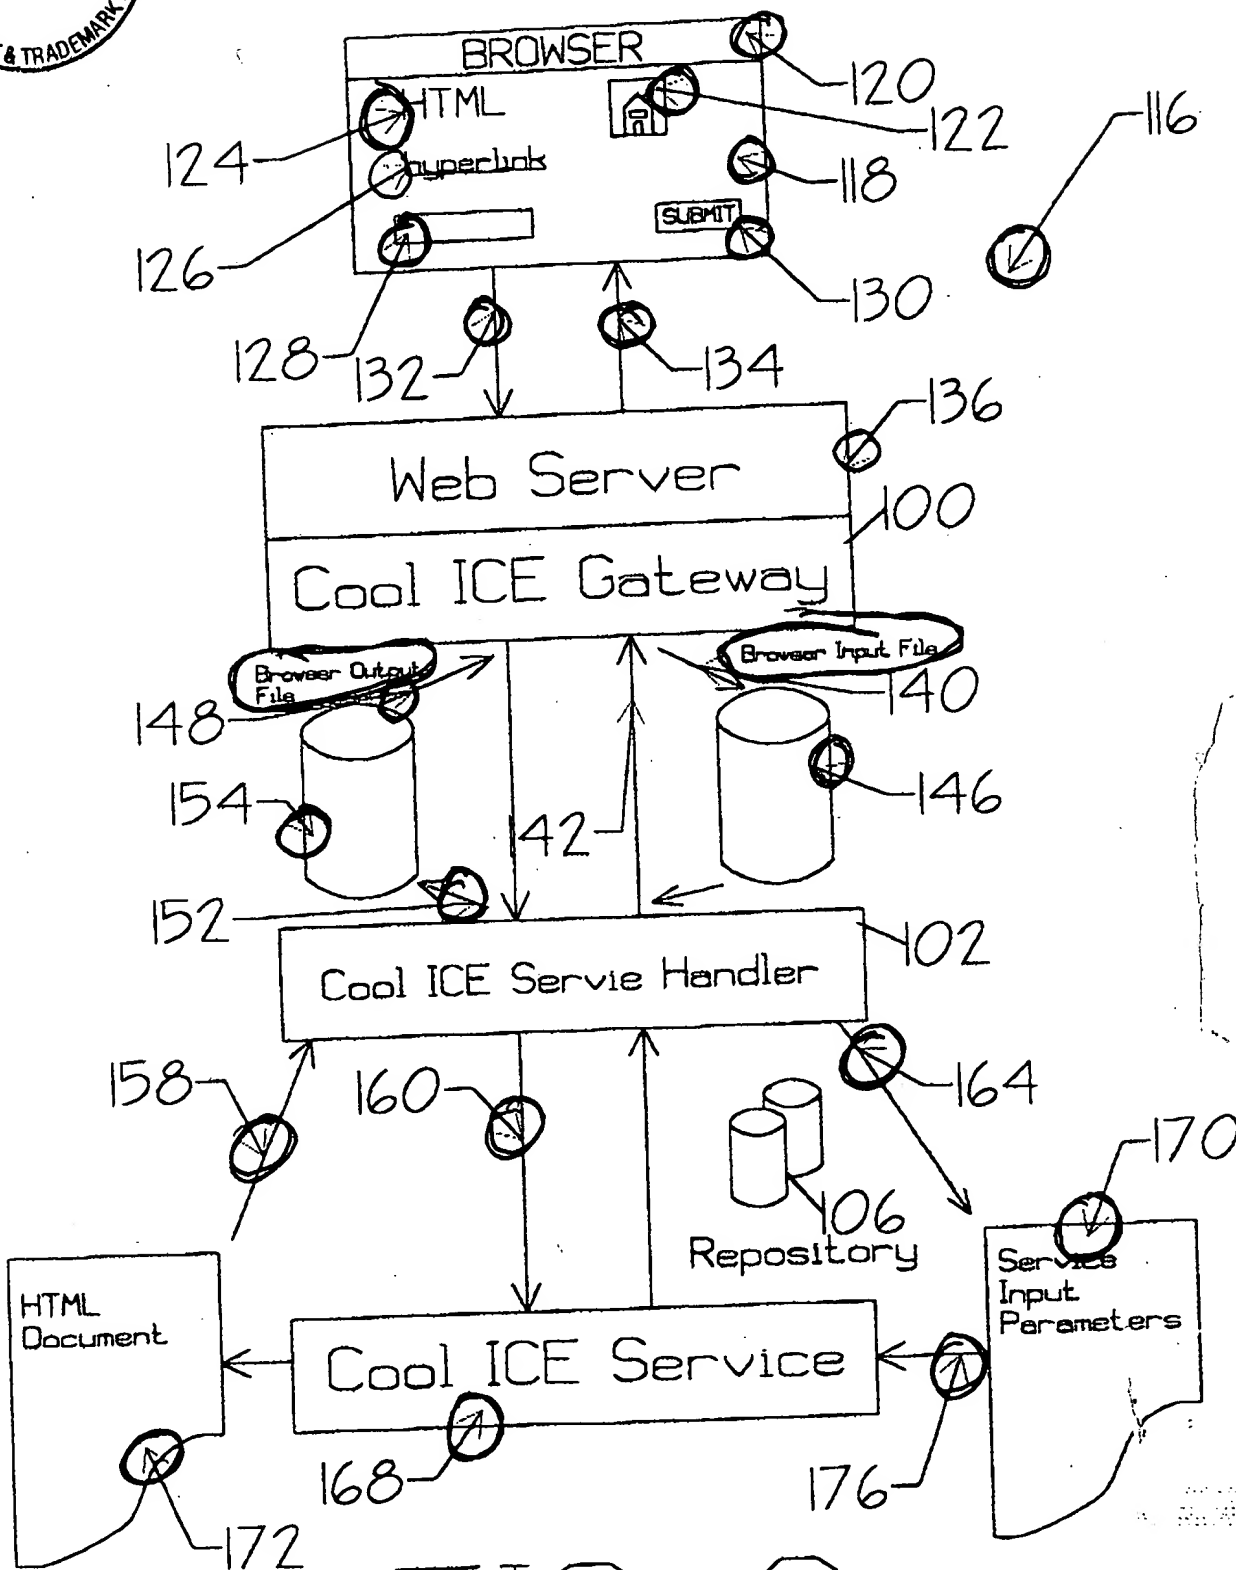 & TRADEMARK
BROWSER
120
HTML
122
116
124
hyperlink
118
SUBMIT
126
130
128
132
134
136
Web Server
100
Cool ICE Gateway
Browser Output
File
Browser Input File
148
140
154
142
146
152
102
Cool ICE Servie Handler
158
160
164
170
106
Repository
HTML
Document
Service
Input
Parameters
Cool ICE Service
168
176
172